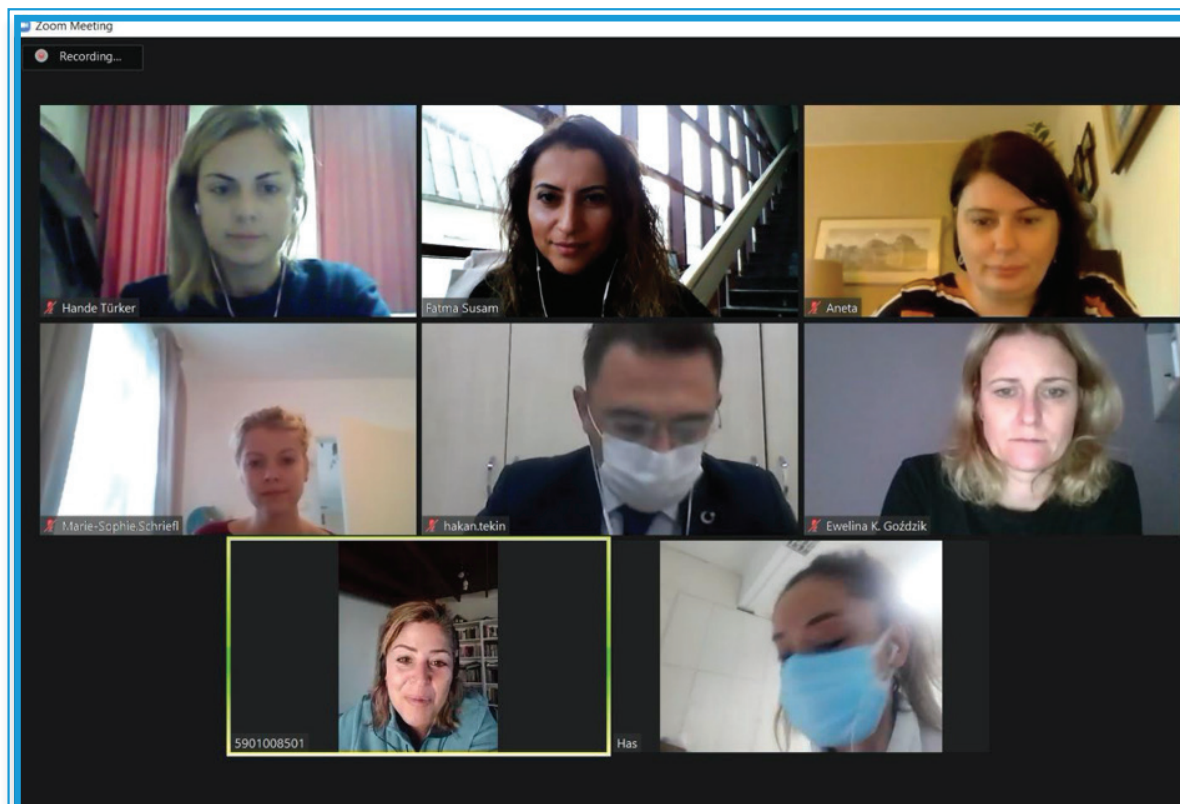 Zoom Meeting
Recording...
Hande Türker
Fatma Susam
Aneta
Marie-Sophie.Schriefl
hakan.tekin
Ewelina K. Goździk
5901008501
Has